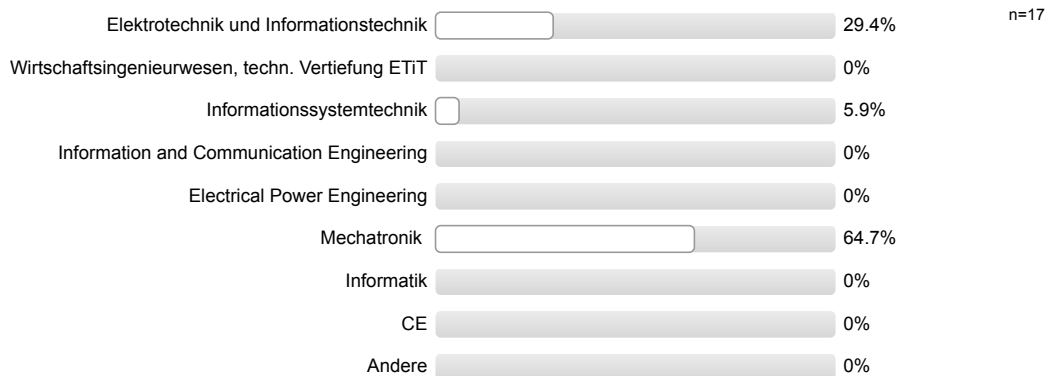 n=17
Elektrotechnik und Informationstechnik 29.4%
Wirtschaftsingenieurwesen, techn. Vertiefung ETiT 0%
Informationssystemtechnik 5.9%
Information and Communication Engineering 0%
Electrical Power Engineering 0%
Mechatronik 64.7%
Informatik 0%
CE 0%
Andere 0%